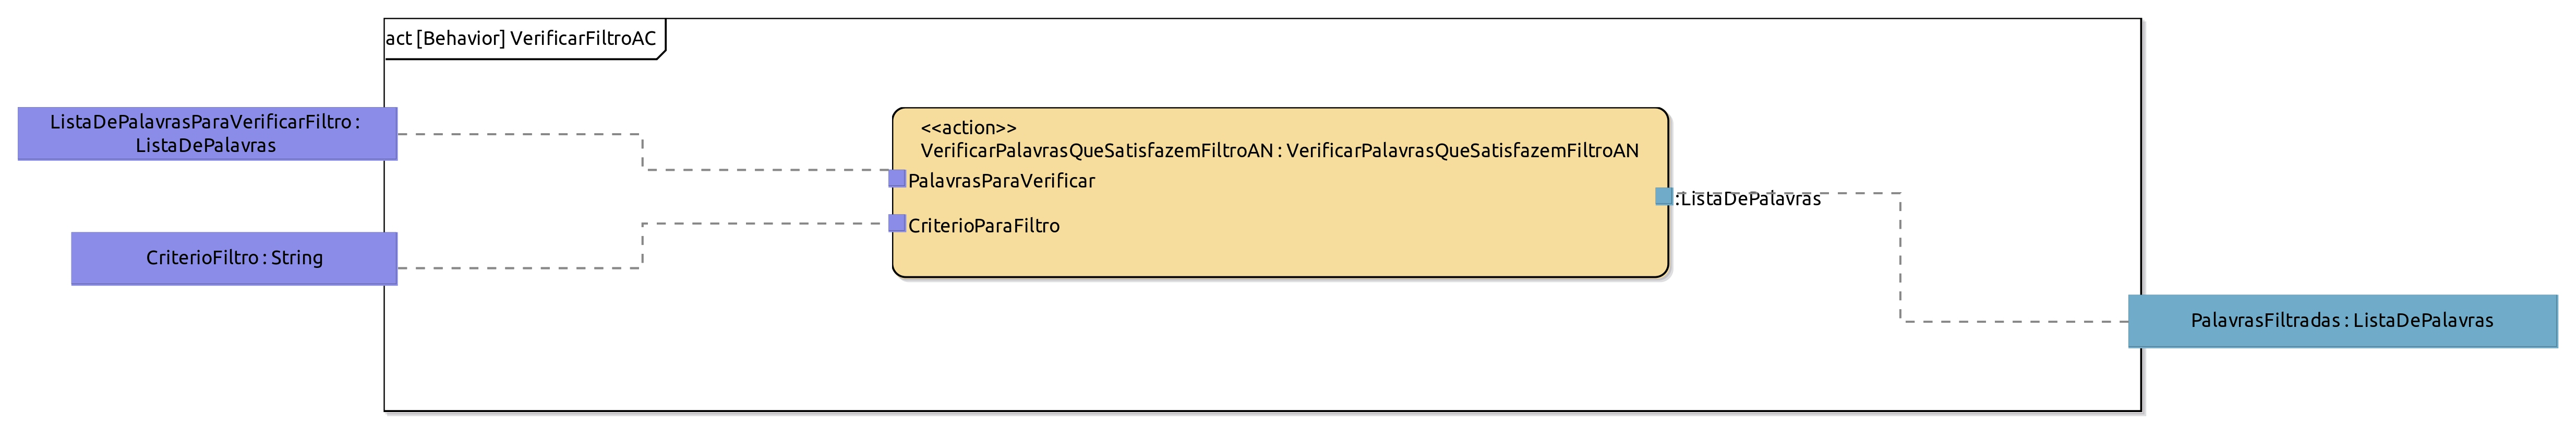 act [Behavior] VerificarFiltroAC
ListaDePalavrasParaVerificarFiltro :
ListaDePalavras
CriterioFiltro : String
<<action>>
VerificarPalavrasQueSatisfazemFiltroAN : VerificarPalavrasQueSatisfazemFiltroAN
PalavrasParaVerificar
CriterioParaFiltro
:ListaDePalavras
PalavrasFiltradas : ListaDePalavras